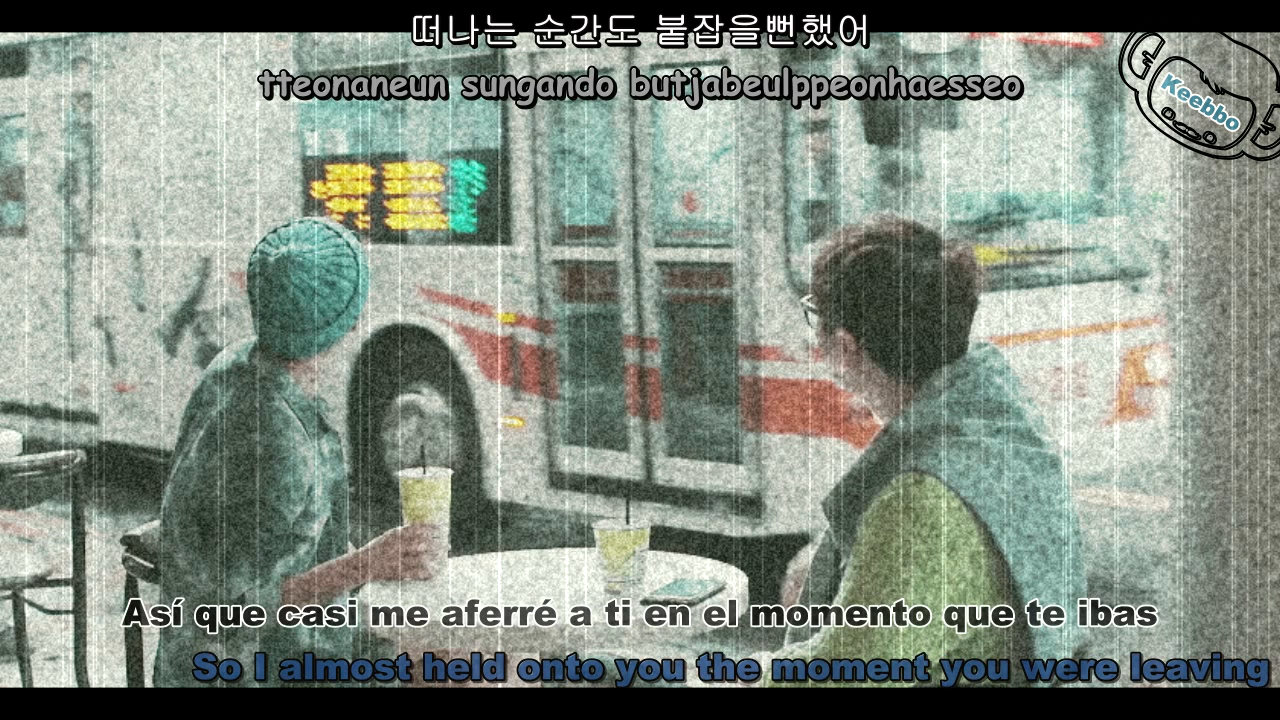 떠나는 순간도 붙잡을뻔했어
tteonaneun sungando butjabeulppeonhaesseo
Keebbo
Así que casi me aferré a ti en el momento que te ibas
So I almost held onto you the moment you were leaving